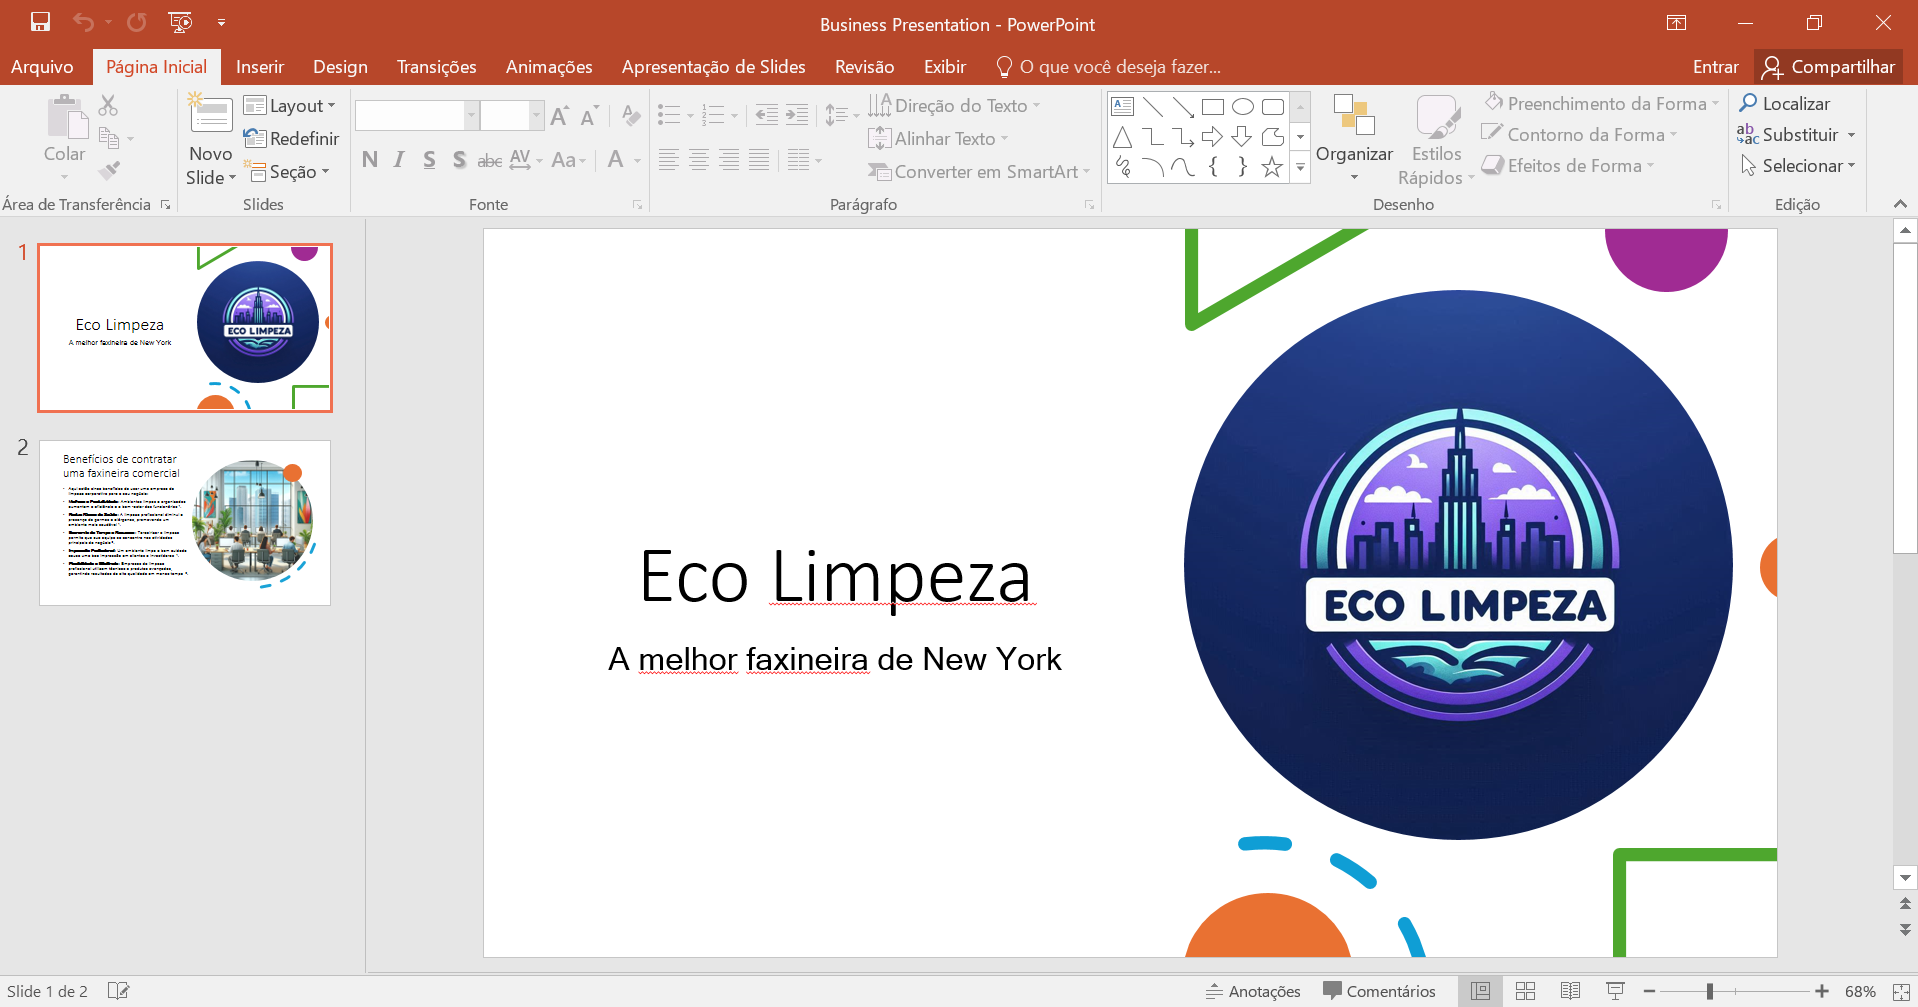 Business Presentation - PowerPoint
Arquivo
Página Inicial
Inserir
Design
Transições
Animações
Apresentação de Slides
Revisão
Exibir
O que você deseja fazer...
Entrar
Compartilhar
Colar
Área de Transferência
Novo
Slide
Layout
Redefinir
Seção
Slides
N I S S abc AV Aa A
A A
Fonte
Direção do Texto
Alinhar Texto
Converter em SmartArt
Parágrafo
Organizar
Estilos
Rápidos
Preenchimento da Forma
Contorno da Forma
Efeitos de Forma
Desenho
Localizar
Substituir
Selecionar
Edição
1
Eco Limpeza
A melhor faxineira de New York
ECO LIMPEZA
2
Benefícios de contratar
uma faxineira comercial
Eco Limpeza
A melhor faxineira de New York
ECO LIMPEZA
Slide 1 de 2
Anotações
Comentários
68%